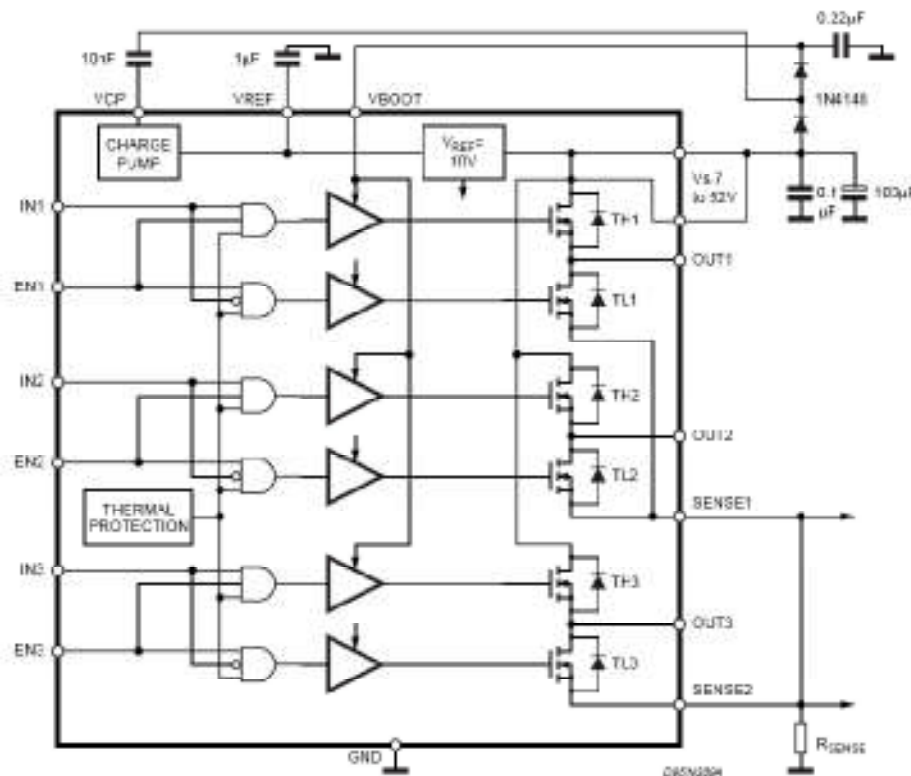 0.22µF
10nF
1µF
VCP
VREF
VBOOT
1N4148
CHARGE
PUMP
VREF=
10V
Vs.7
to 52V
0.1
µF
100µF
IN1
TH1
EN1
OUT1
TL1
IN2
TH2
EN2
OUT2
TL2
THERMAL
PROTECTION
SENSE1
IN3
TH3
EN3
OUT3
TL3
SENSE2
GND
RSENSE